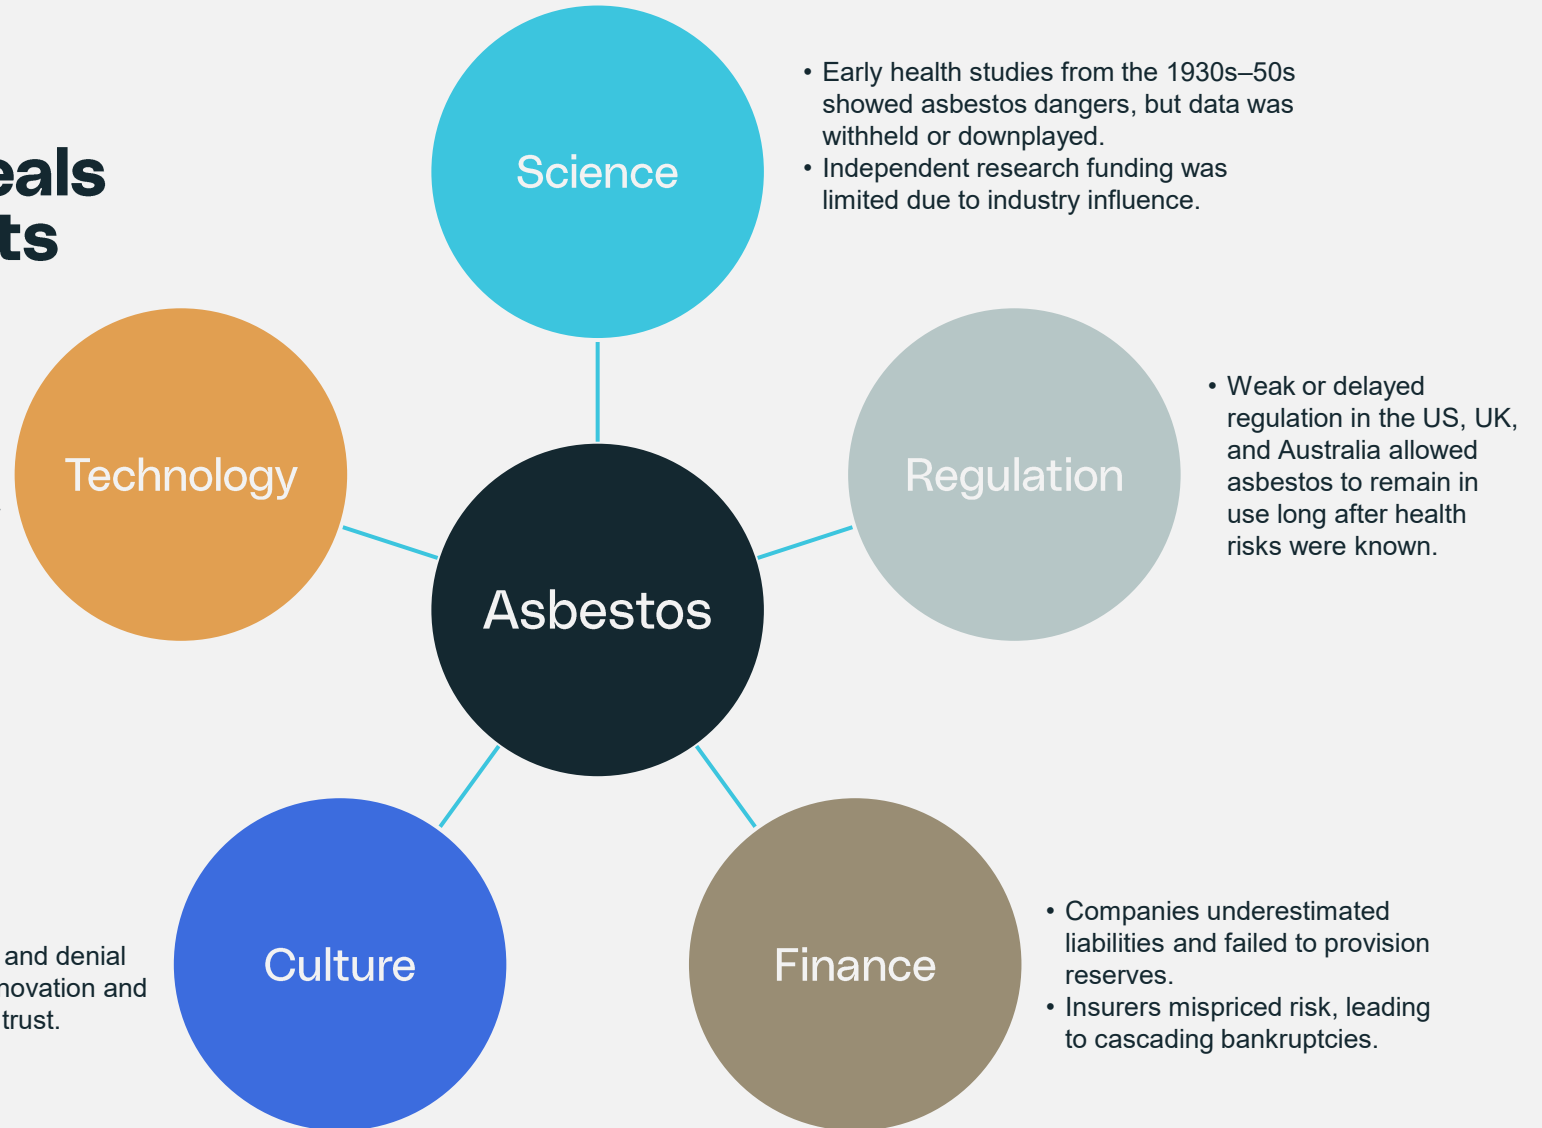 eals
ts
Science
• Early health studies from the 1930s–50s
showed asbestos dangers, but data was
withheld or downplayed.
• Independent research funding was
limited due to industry influence.
Technology
Regulation
• Weak or delayed
regulation in the US, UK,
and Australia allowed
asbestos to remain in
use long after health
risks were known.
Asbestos
and denial
novation and
trust.
Culture
Finance
• Companies underestimated
liabilities and failed to provision
reserves.
• Insurers mispriced risk, leading
to cascading bankruptcies.